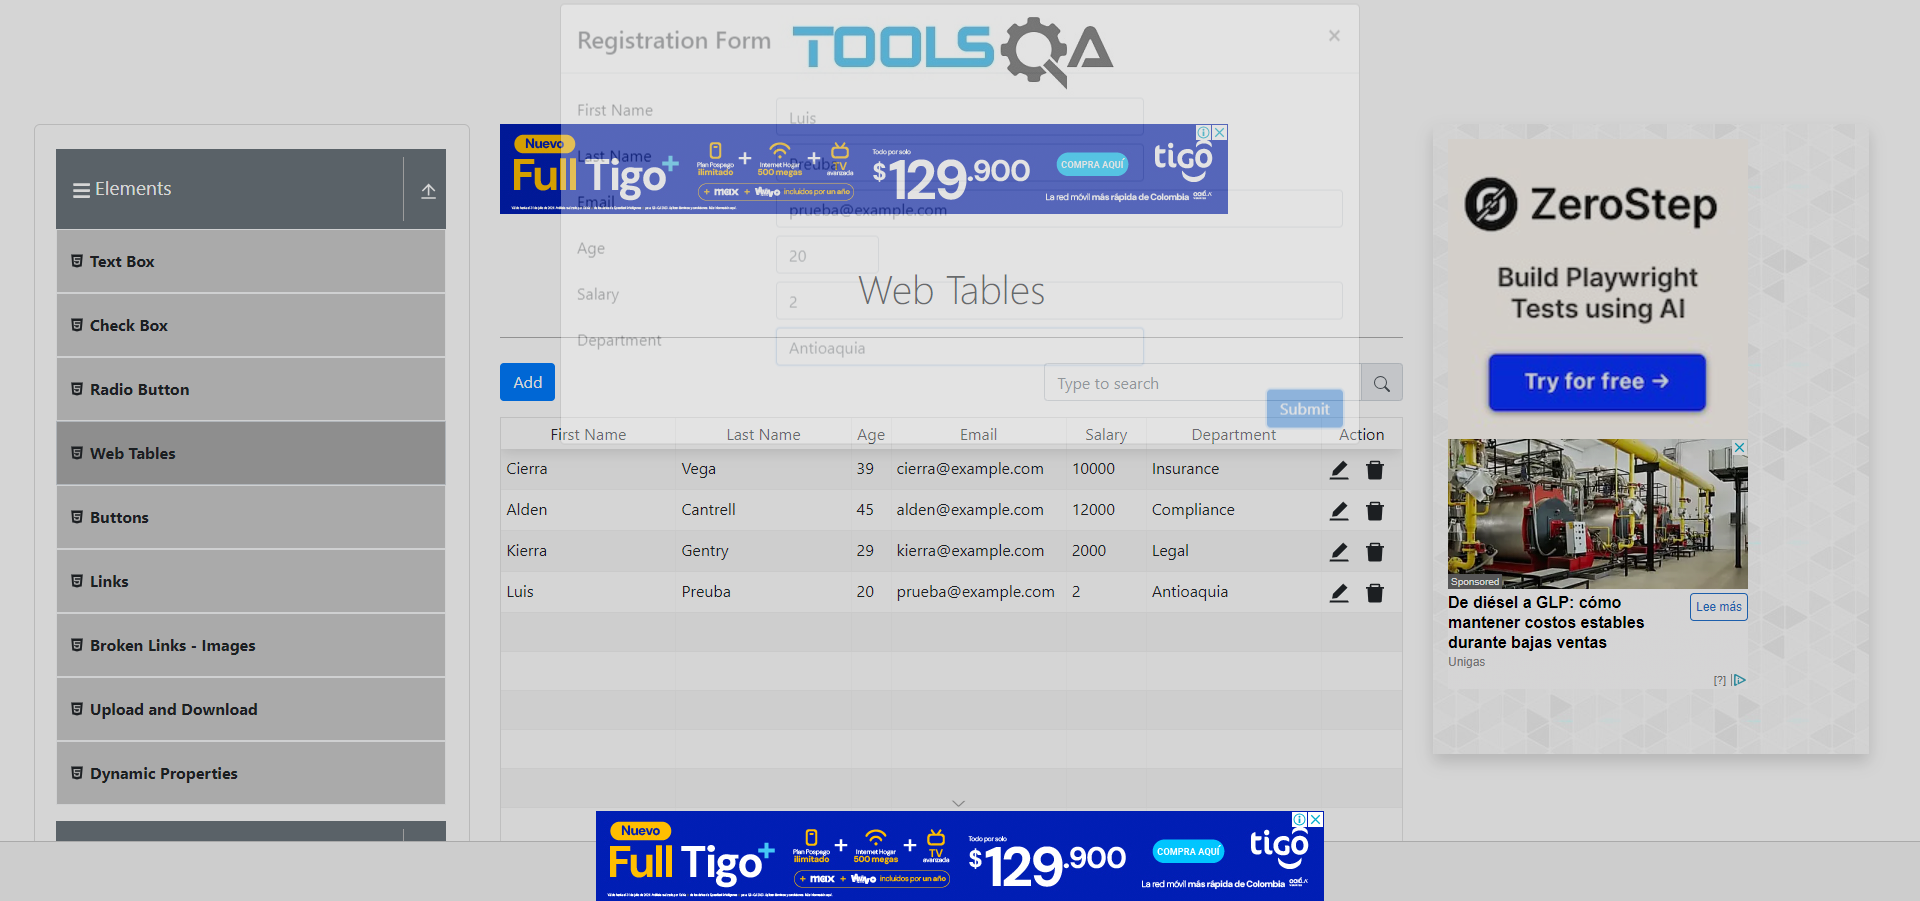 Registration Form
TOOLSQA
×
First Name
Luis
Last Name
Preuba
Email
prueba@example.com
Age
20
Salary
2
Department
Antioaquia
Submit
Nuevo
Full Tigo+
Plan Pospago
ilimitado
+
Internet Hogar
500 megas
+
TV
avanzada
+ max + Wplay incluidos por un año
Todo por solo
$129.900
COMPRA AQUÍ
tigo
La red móvil más rápida de Colombia
Elements
Text Box
Check Box
Radio Button
Web Tables
Buttons
Links
Broken Links - Images
Upload and Download
Dynamic Properties
Web Tables
Add
Type to search
First Name Last Name Age Email Salary Department Action
Cierra Vega 39 cierra@example.com 10000 Insurance
Alden Cantrell 45 alden@example.com 12000 Compliance
Kierra Gentry 29 kierra@example.com 2000 Legal
Luis Preuba 20 prueba@example.com 2 Antioaquia
ZeroStep
Build Playwright
Tests using AI
Try for free →
Sponsored
De diésel a GLP: cómo
mantener costos estables
durante bajas ventas
Lee más
Unigas
[?]
Nuevo
Full Tigo+
Plan Pospago
ilimitado
+
Internet Hogar
500 megas
+
TV
avanzada
+ max + Wplay incluidos por un año
Todo por solo
$129.900
COMPRA AQUÍ
tigo
La red móvil más rápida de Colombia